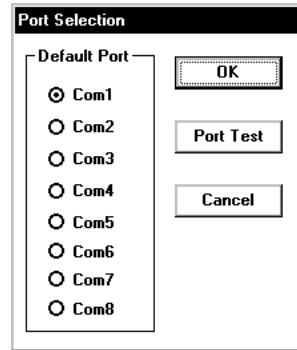 Port Selection
Default Port
Com1
Com2
Com3
Com4
Com5
Com6
Com7
Com8
OK
Port Test
Cancel